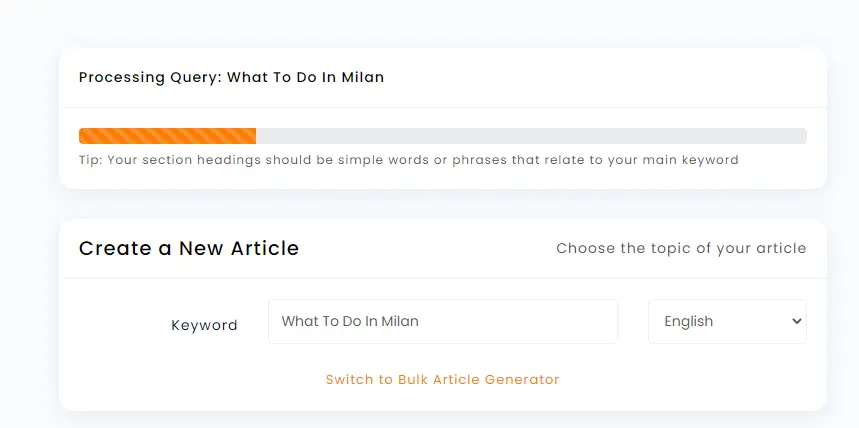 Processing Query: What To Do In Milan
Tip: Your section headings should be simple words or phrases that relate to your main keyword
Create a New Article
Choose the topic of your article
Keyword
What To Do In Milan
English
Switch to Bulk Article Generator